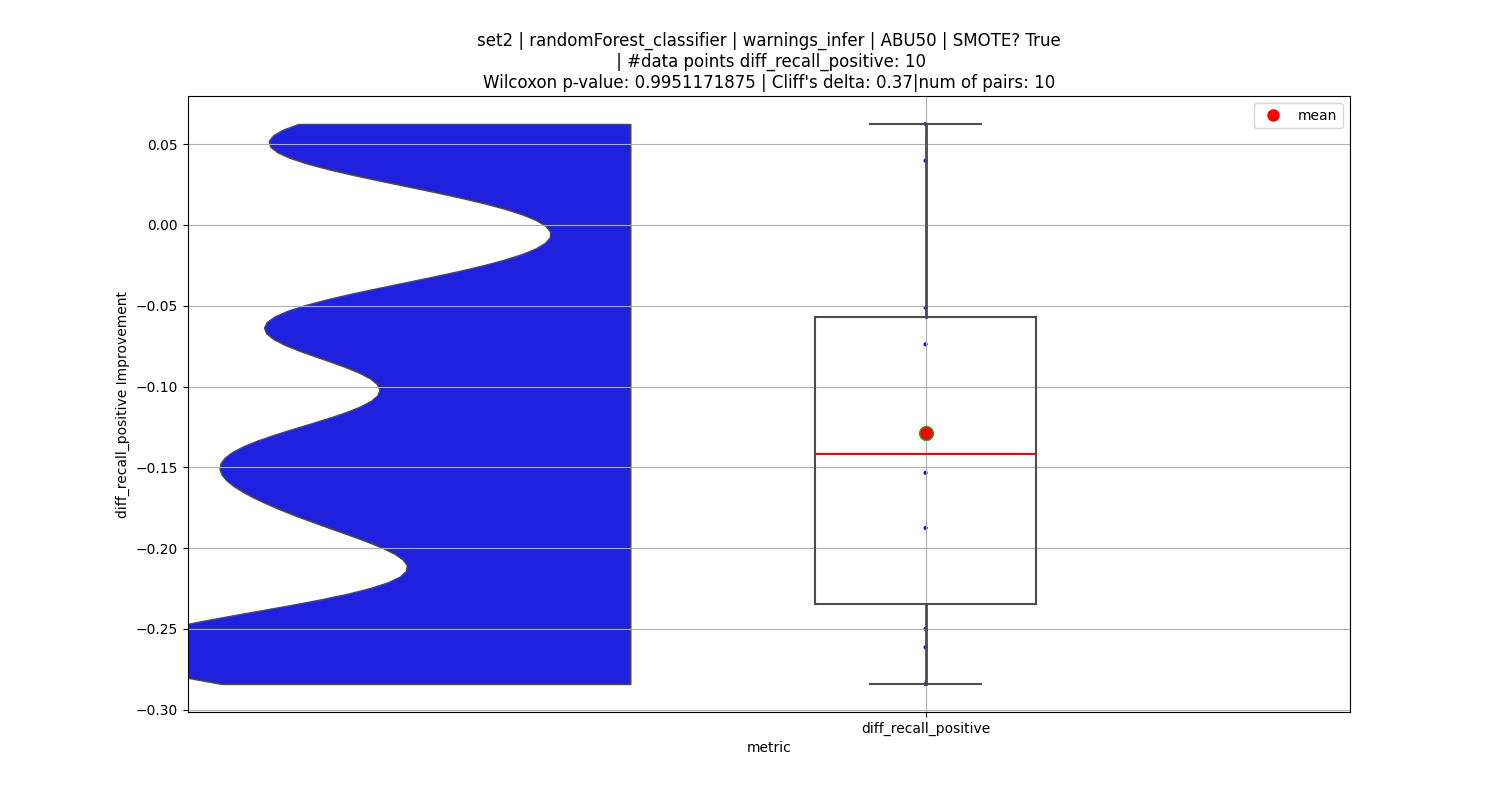 set2 | randomForest_classifier | warnings_infer | ABU50 | SMOTE? True
| #data points diff_recall_positive: 10
Wilcoxon p-value: 0.9951171875 | Cliff's delta: 0.37|num of pairs: 10
mean
0.05
0.00
−0.05
−0.10
−0.15
−0.20
−0.25
−0.30
diff_recall_positive Improvement
diff_recall_positive
metric